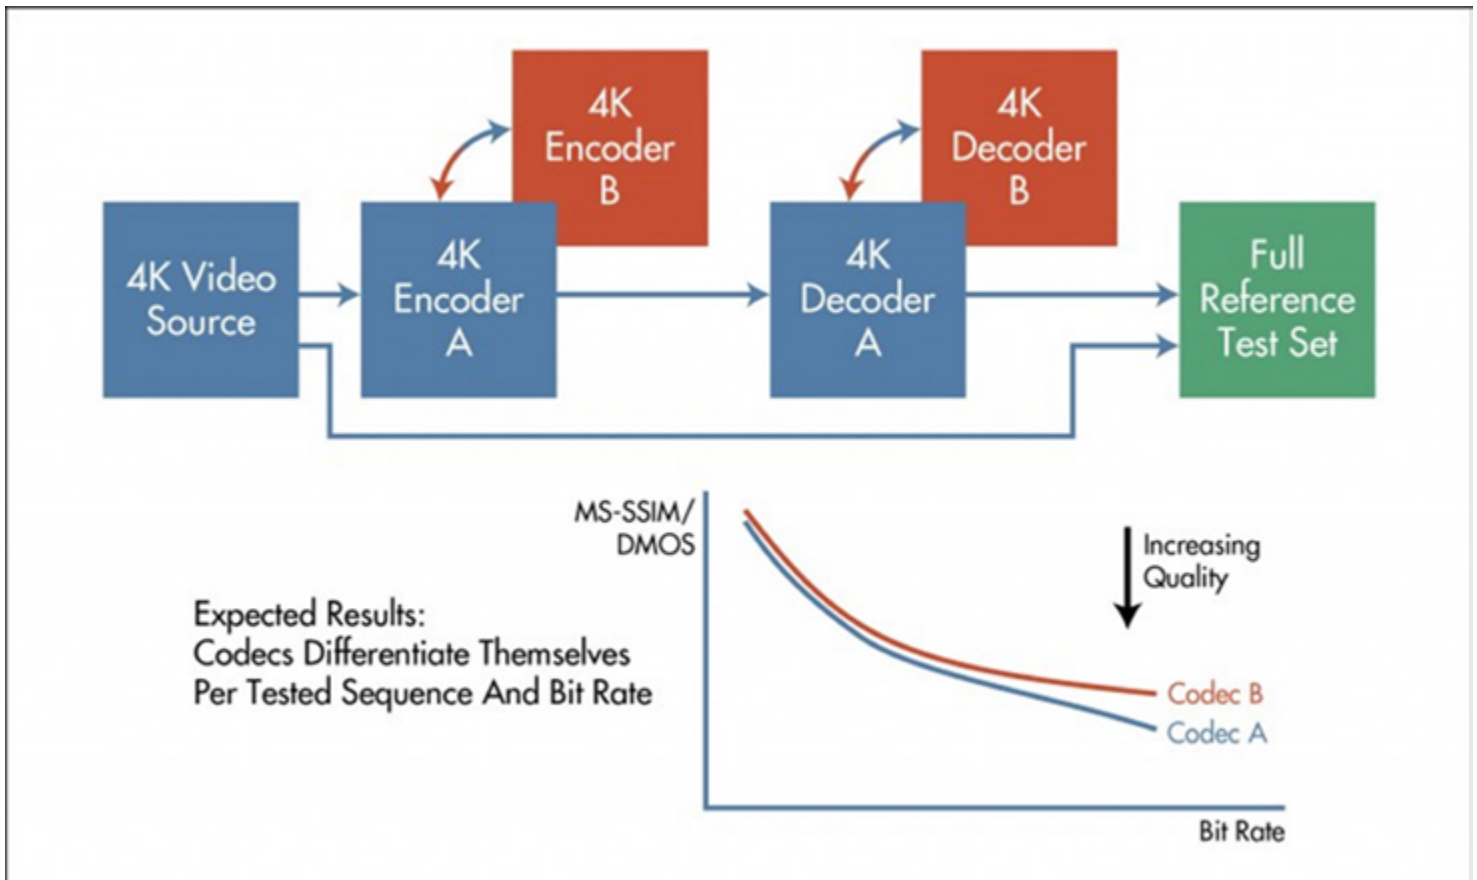 4K
Encoder
B
4K
Decoder
B
4K Video
Source
4K
Encoder
A
4K
Decoder
A
Full
Reference
Test Set
MS-SSIM/
DMOS
Increasing
Quality
Expected Results:
Codecs Differentiate Themselves
Per Tested Sequence And Bit Rate
Codec B
Codec A
Bit Rate